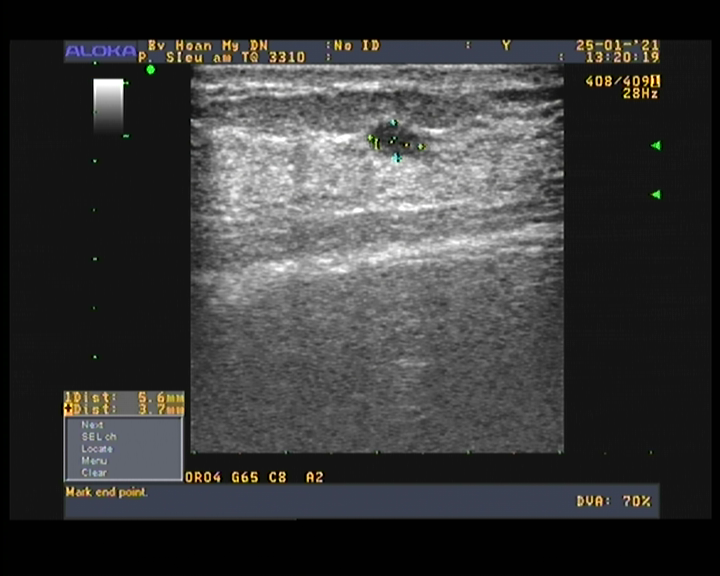 ALOKA Bv Hoan My DN :No ID : Y 25-01-'21
P. Sieu am TQ 3310 : : 13:20:19
408/409
28Hz
1Dist: 5.6mm
+Dist: 3.7mm
Next
SEL ch
Locate
Menu
Clear
OR04 G65 C8 A2
Mark end point.
DVA: 70%